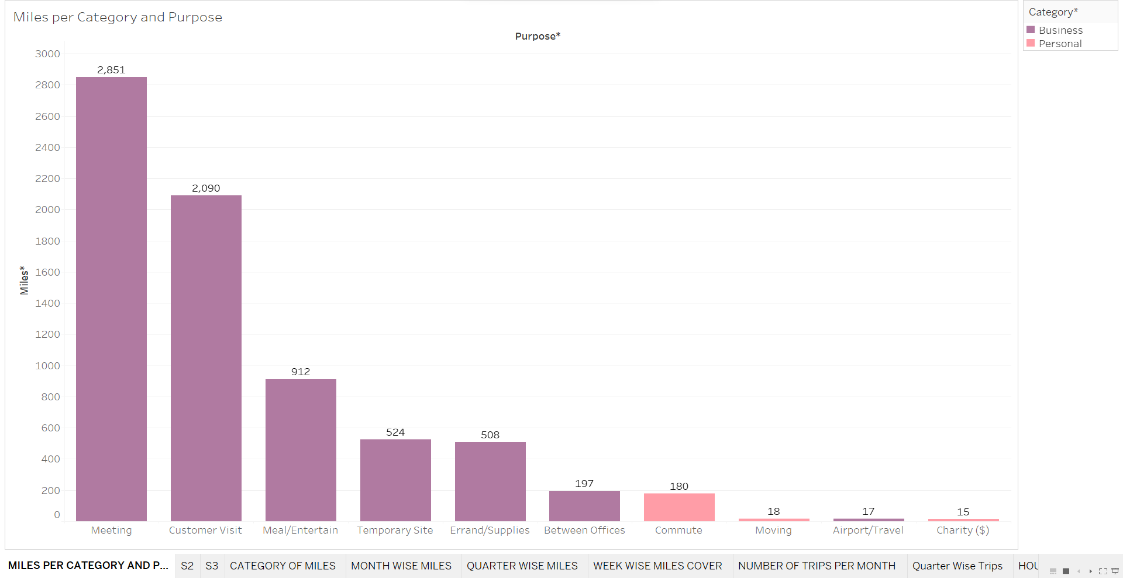 Miles per Category and Purpose
Category*
Business
Personal
Purpose*
Miles*
3000
2800
2600
2400
2200
2000
1800
1600
1400
1200
1000
800
600
400
200
0
2,851
2,090
912
524
508
197
180
18
17
15
Meeting
Customer Visit
Meal/Entertain
Temporary Site
Errand/Supplies
Between Offices
Commute
Moving
Airport/Travel
Charity ($)
MILES PER CATEGORY AND P...
S2
S3
CATEGORY OF MILES
MONTH WISE MILES
QUARTER WISE MILES
WEEK WISE MILES COVER
NUMBER OF TRIPS PER MONTH
Quarter Wise Trips
HOU